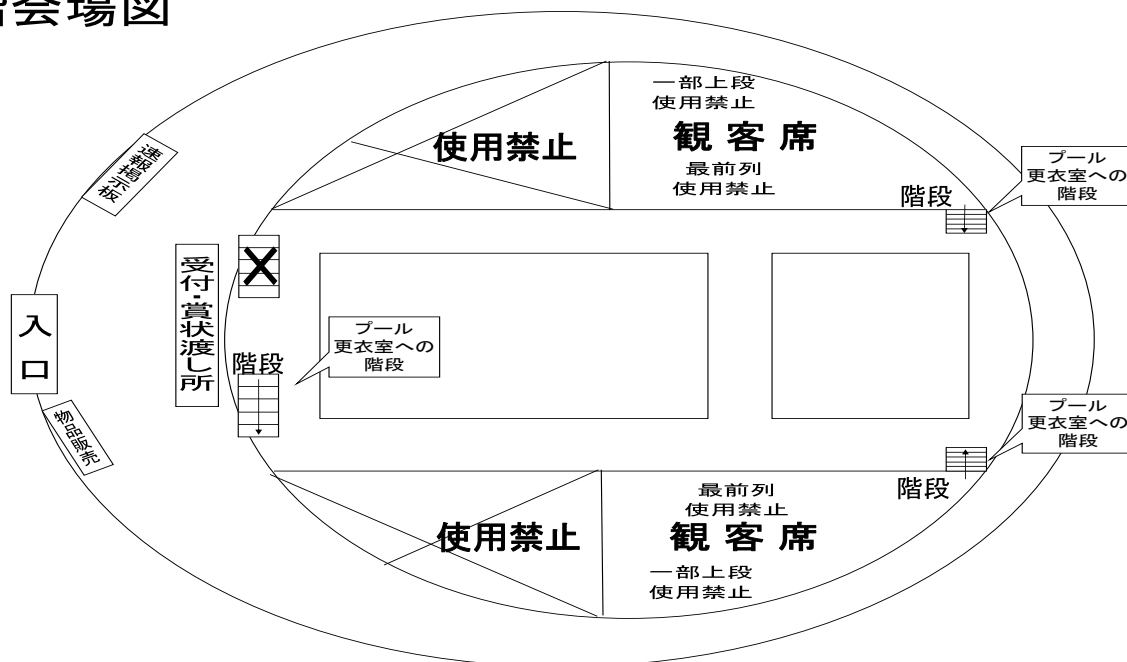 会場図
一部上段
使用禁止
使用禁止
観客席
最前列
使用禁止
階段
プール
更衣室への
階段
速報掲示板
受付・賞状渡し所
入口
プール
更衣室への
階段
階段
物品販売
プール
更衣室への
階段
階段
最前列
使用禁止
使用禁止
観客席
一部上段
使用禁止